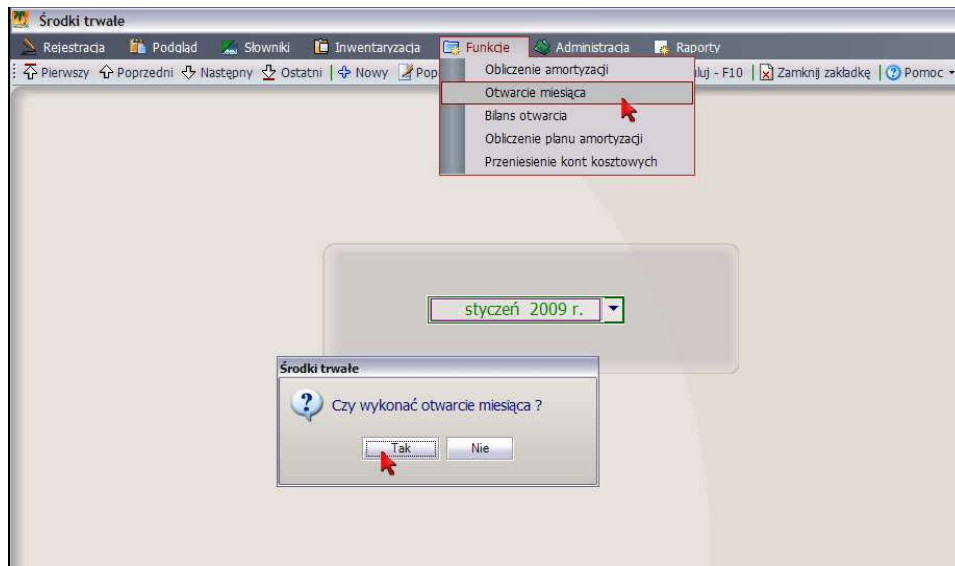 Środki trwałe
Rejestracja Podgląd Słowniki Inwentaryzacja Funkcje Administracja Raporty
Pierwszy Poprzedni Następny Ostatni Nowy Pop uluj - F10 Zamknij zakładkę Pomoc
Obliczenie amortyzacji
Otwarcie miesiąca
Bilans otwarcia
Obliczenie planu amortyzacji
Przeniesienie kont kosztowych
styczeń 2009 r.
Środki trwałe
Czy wykonać otwarcie miesiąca ?
Tak Nie